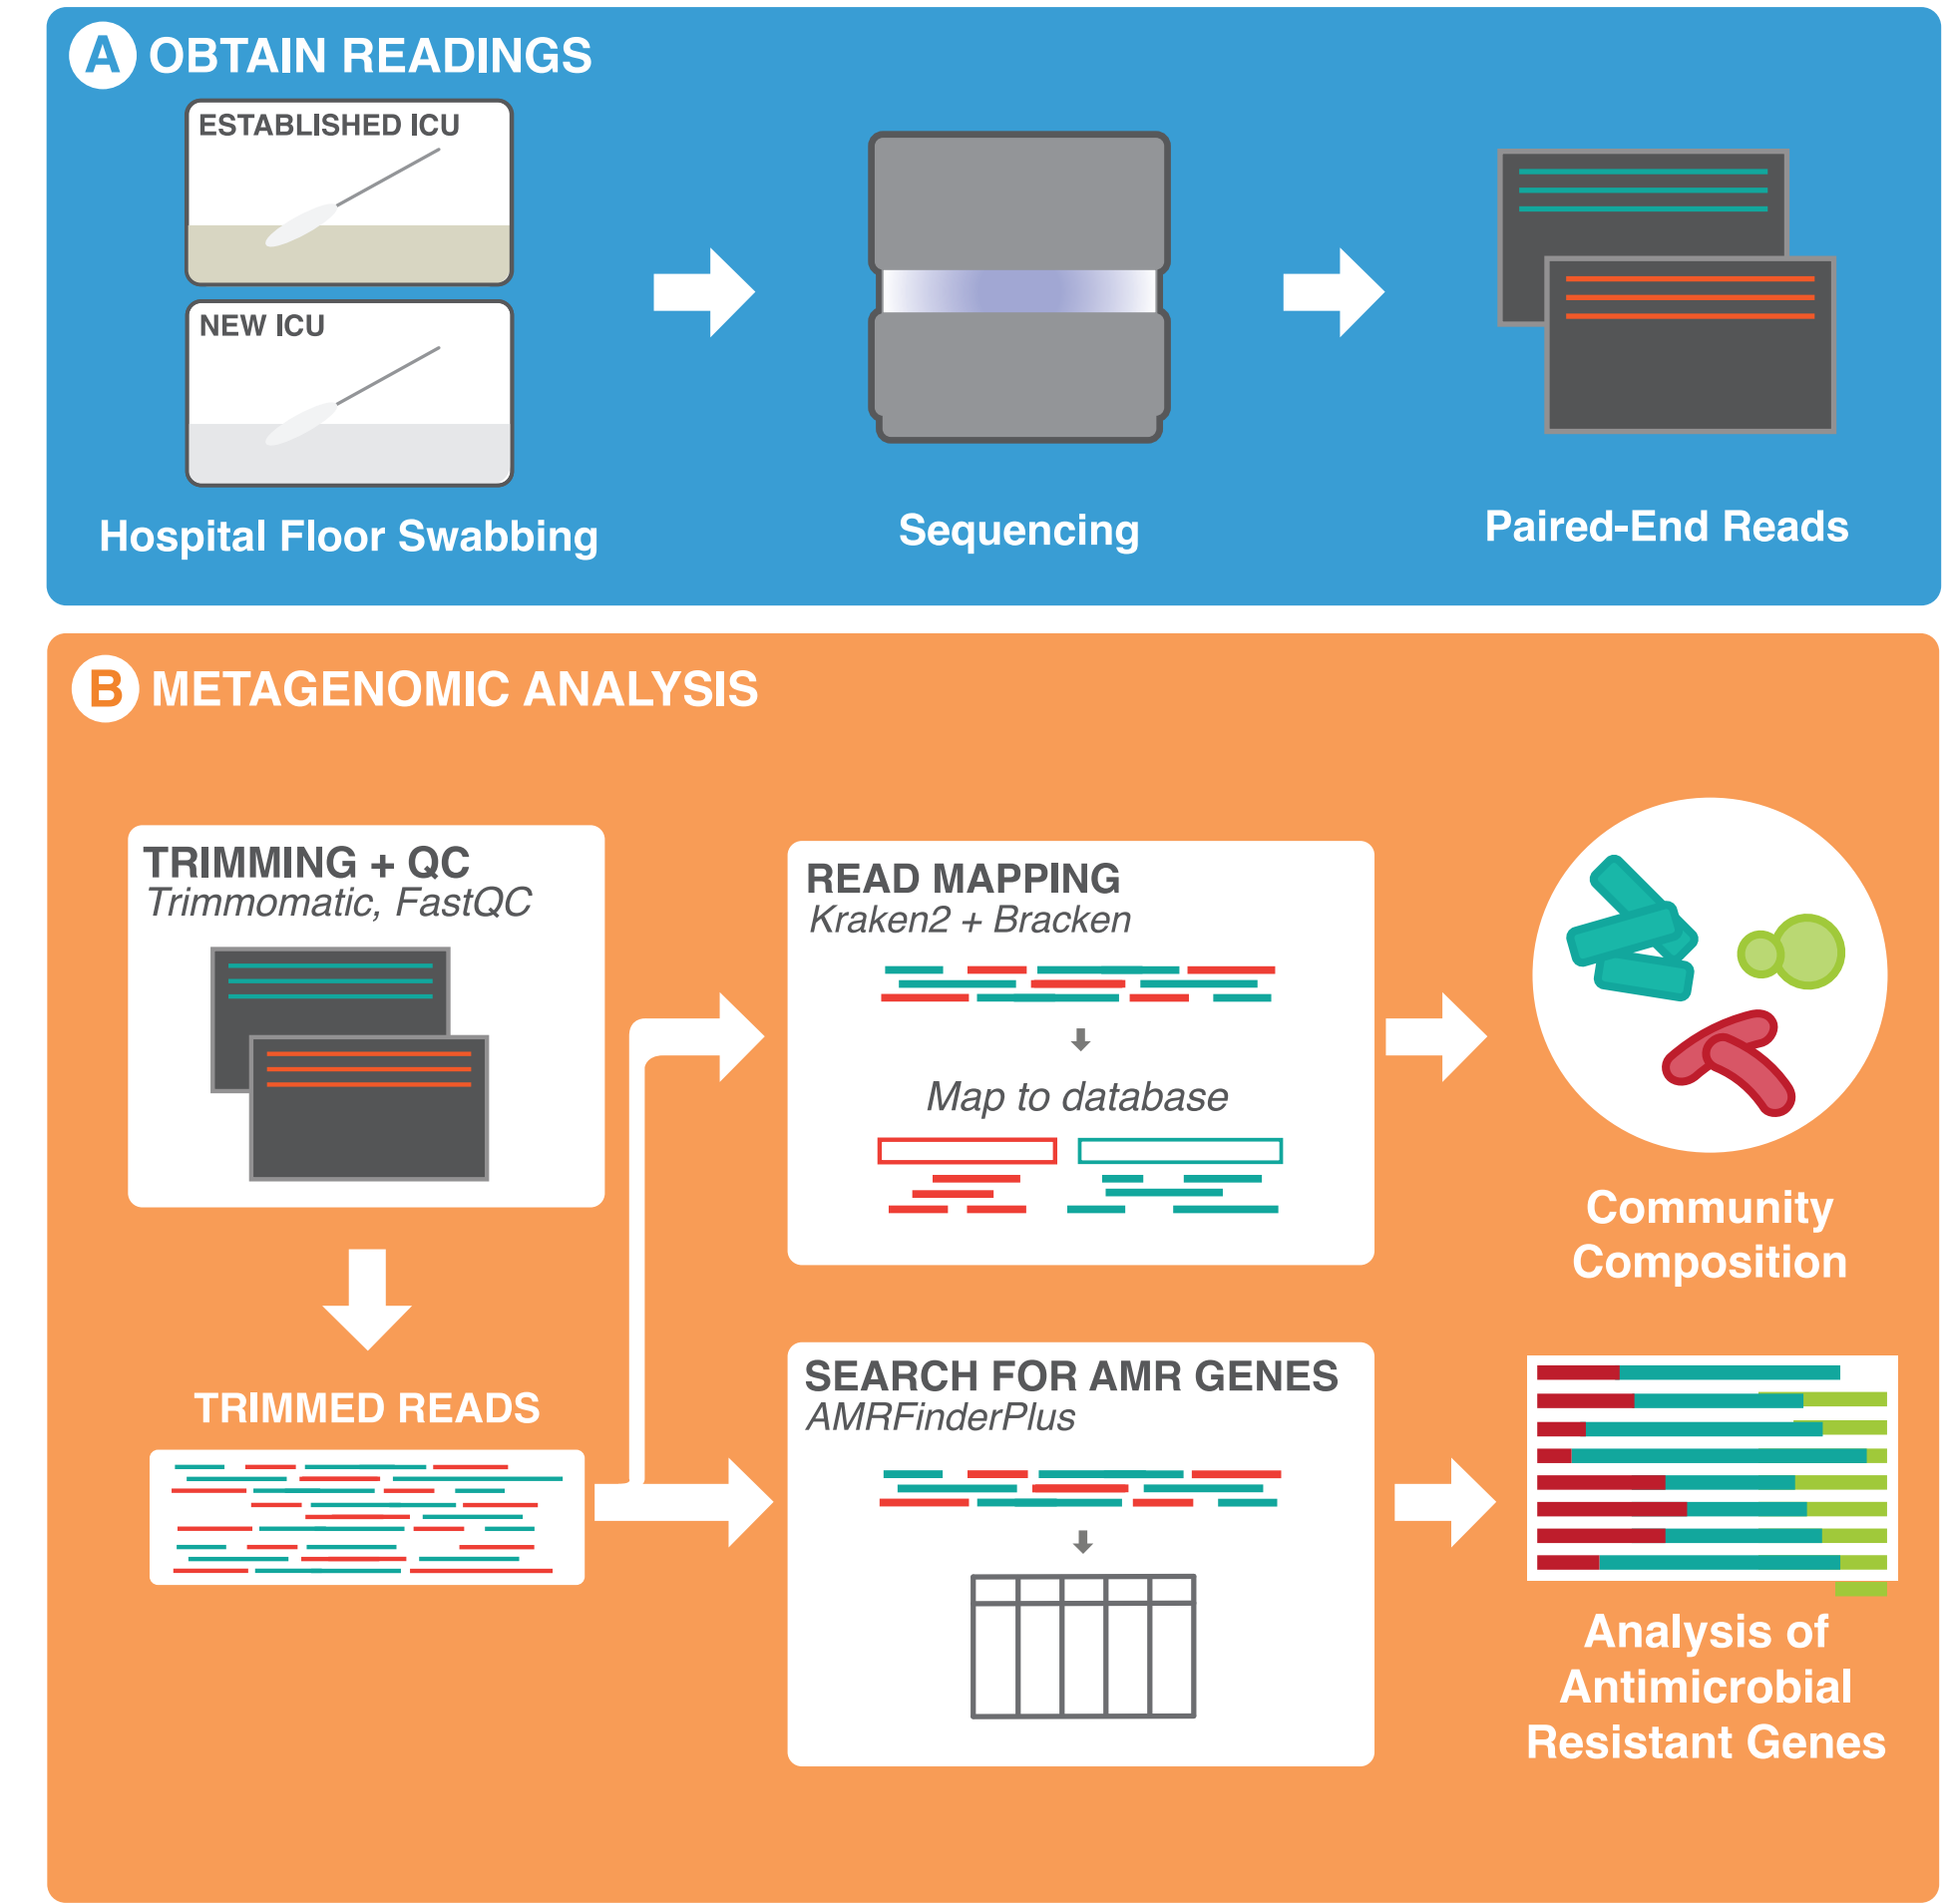 A OBTAIN READINGS
ESTABLISHED ICU
NEW ICU
Hospital Floor Swabbing
Sequencing
Paired-End Reads
B METAGENOMIC ANALYSIS
TRIMMING + QC
Trimmomatic, FastQC
TRIMMED READS
READ MAPPING
Kraken2 + Bracken
Map to database
Community
Composition
SEARCH FOR AMR GENES
AMRFinderPlus
Analysis of
Antimicrobial
Resistant Genes